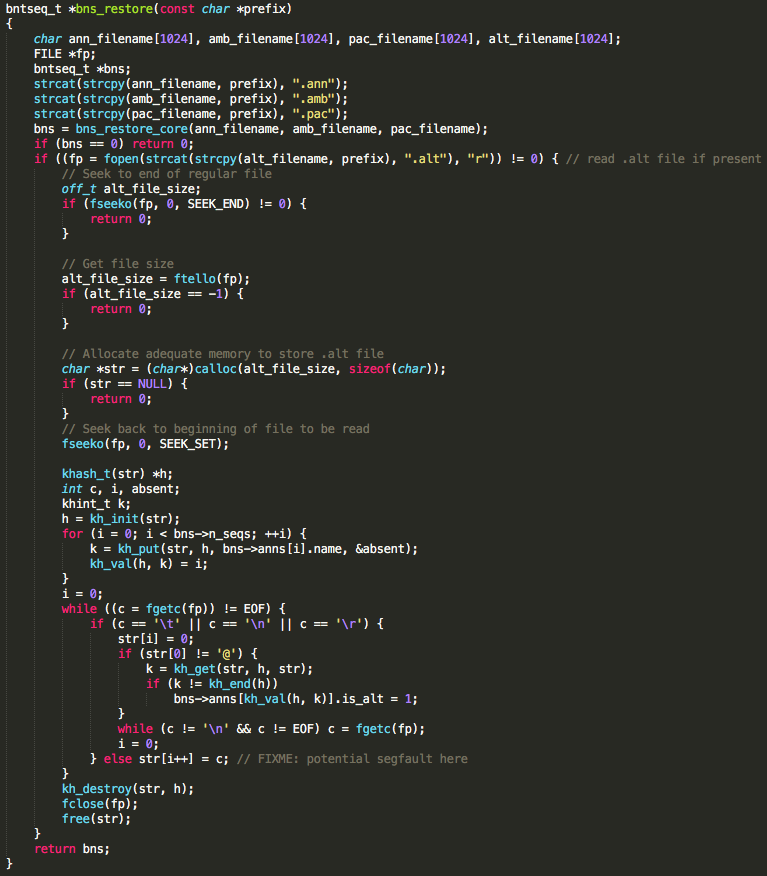 bntseq_t *bns_restore(const char *prefix)
{
    char ann_filename[1024], amb_filename[1024], pac_filename[1024], alt_filename[1024];
    FILE *fp;
    bntseq_t *bns;
    strcat(strcpy(ann_filename, prefix), ".ann");
    strcat(strcpy(amb_filename, prefix), ".amb");
    strcat(strcpy(pac_filename, prefix), ".pac");
    bns = bns_restore_core(ann_filename, amb_filename, pac_filename);
    if (bns == 0) return 0;
    if ((fp = fopen(strcat(strcpy(alt_filename, prefix), ".alt"), "r")) != 0) { // read .alt file if present
        // Seek to end of regular file
        off_t alt_file_size;
        if (fseeko(fp, 0, SEEK_END) != 0) {
            return 0;
        }

        // Get file size
        alt_file_size = ftello(fp);
        if (alt_file_size == -1) {
            return 0;
        }

        // Allocate adequate memory to store .alt file
        char *str = (char*)calloc(alt_file_size, sizeof(char));
        if (str == NULL) {
            return 0;
        }
        // Seek back to beginning of file to be read
        fseeko(fp, 0, SEEK_SET);

        khash_t(str) *h;
        int c, i, absent;
        khint_t k;
        h = kh_init(str);
        for (i = 0; i < bns->n_seqs; ++i) {
            k = kh_put(str, h, bns->anns[i].name, &absent);
            kh_val(h, k) = i;
        }
        i = 0;
        while ((c = fgetc(fp)) != EOF) {
            if (c == '\t' || c == '\n' || c == '\r') {
                str[i] = 0;
                if (str[0] != '@') {
                    k = kh_get(str, h, str);
                    if (k != kh_end(h))
                        bns->anns[kh_val(h, k)].is_alt = 1;
                }
                while (c != '\n' && c != EOF) c = fgetc(fp);
                i = 0;
            } else str[i++] = c; // FIXME: potential segfault here
        }
        kh_destroy(str, h);
        fclose(fp);
        free(str);
    }
    return bns;
}